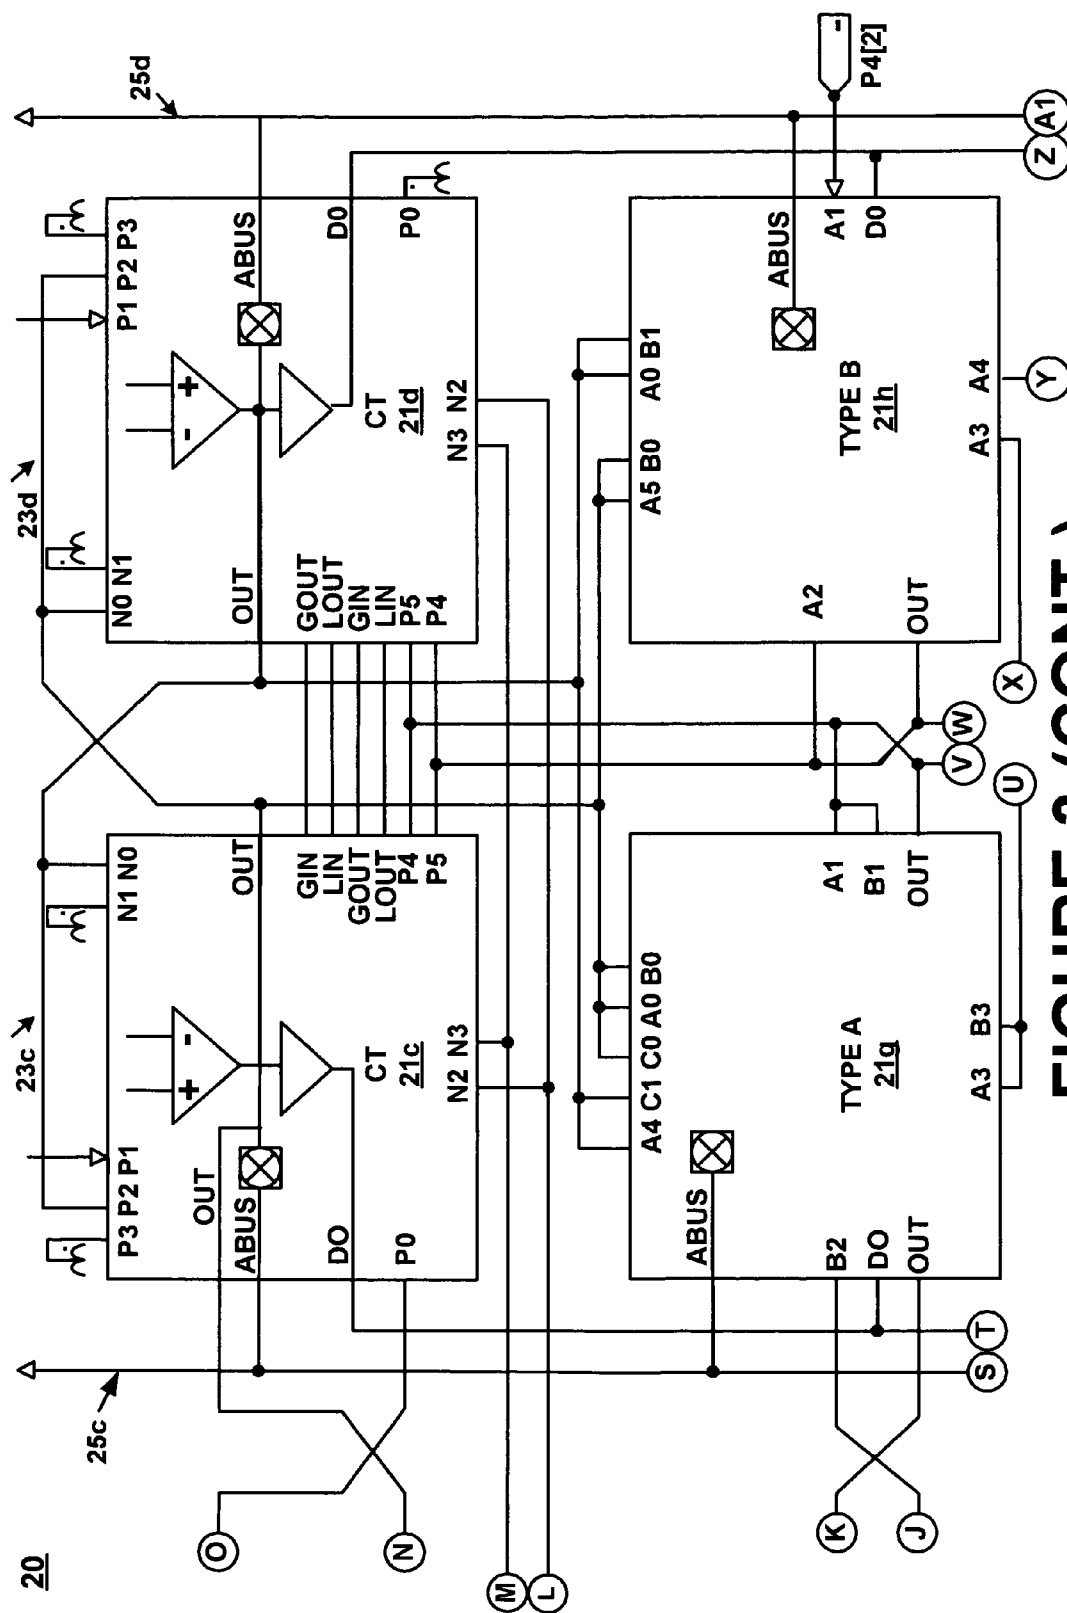 20
25c
23c
23d
25d
P3 P2 P1
N1 N0
N0 N1
P1 P2 P3
OUT
ABUS
DO
P0
OUT
GIN
LIN
GOUT
LOUT
P4
P5
+
-
CT
21c
N2 N3
OUT
GOUT
LOUT
GIN
LIN
P5
P4
-
+
CT
21d
N3 N2
ABUS
D0
P0
O
N
M
L
A4 C1 C0 A0 B0
A5 B0
A0 B1
ABUS
B2
DO
OUT
TYPE A
21g
A1
B1
OUT
A3 B3
A2
OUT
TYPE B
21h
ABUS
A1
D0
A3 A4
P4[2]
K
J
S
T
U
V
W
X
Y
Z
A1
FIGURE (CONT.)